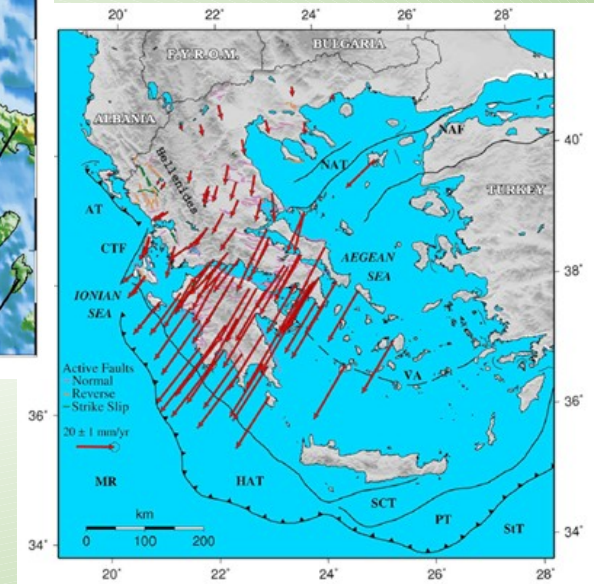 20° 22° 24° 26° 28°
BULGARIA
F.Y.R.O.M.
ALBANIA
NAF
40°
Hellenides
NAT
TURKEY
AT
CTF
AEGEAN
SEA
38°
IONIAN
SEA
VA
Active Faults
Normal
Reverse
Strike Slip
36°
36°
20 ± 1 mm/yr
MR
HAT
SCT
PT
StT
km
0 100 200
34°
34°
20° 22° 24° 26° 28°